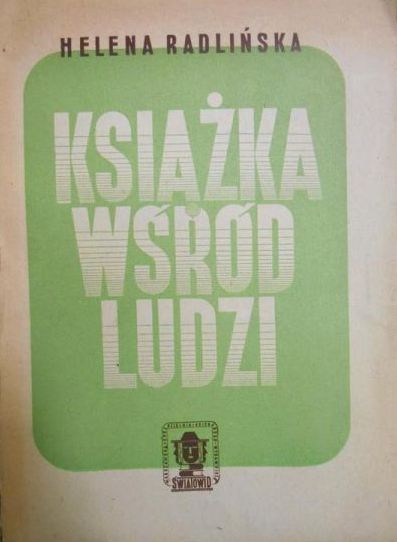 HELENA RADLIŃSKA
KSIĄŻKA
WŚRÓD
LUDZI
ŚWIATOWID